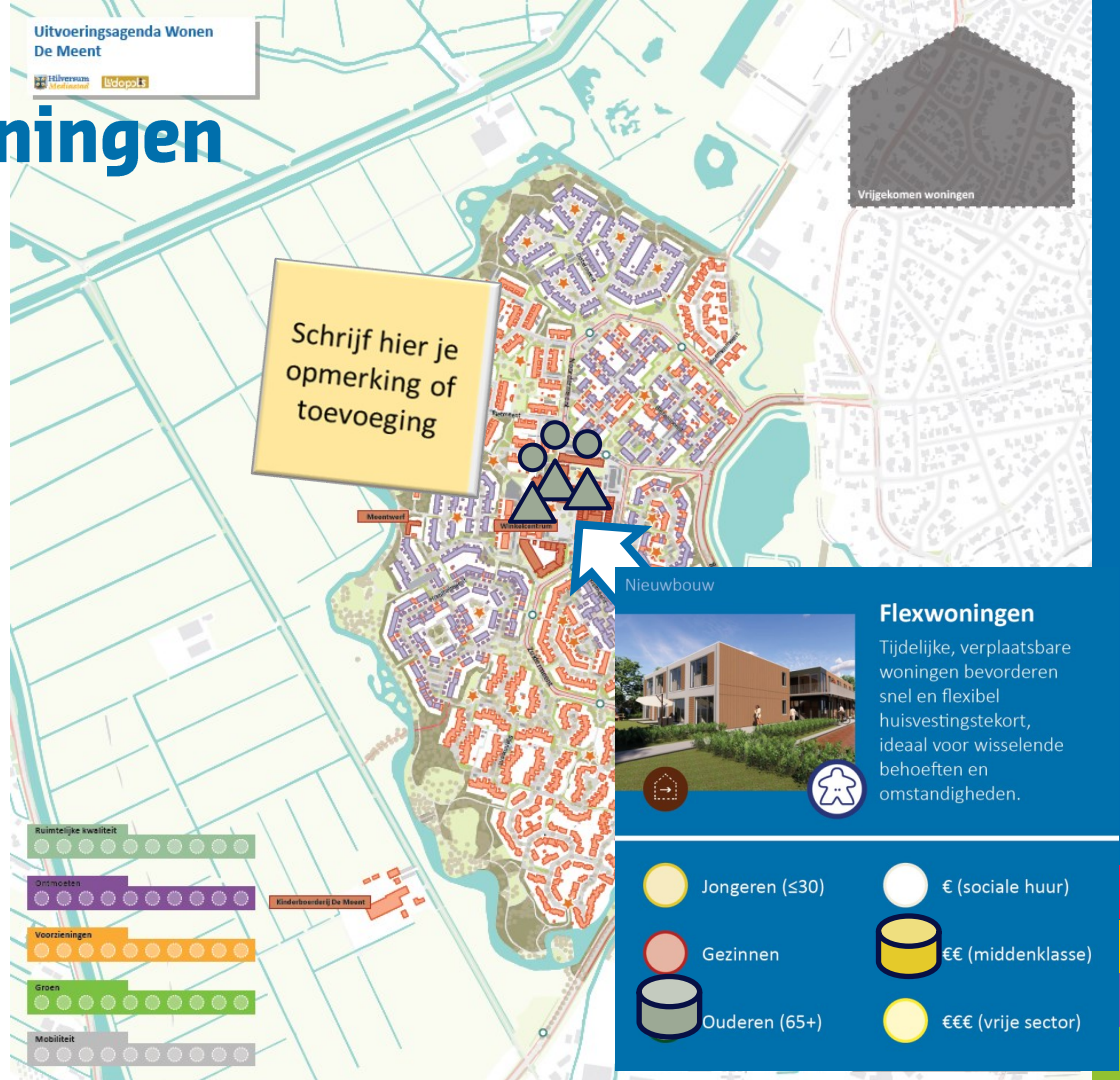 Uitvoeringsagenda Wonen
De Meent
Hilversum
Mediastad
ningen
Vrijgekomen woningen
Schrijf hier je
opmerking of
toevoeging
Meentwerf
Winkelcentrum
Kinderboerderij De Meent
Ruimtelijke kwaliteit
Ontmoeten
Voorzieningen
Groen
Mobiliteit
Nieuwbouw
Flexwoningen
Tijdelijke, verplaatsbare
woningen bevorderen
snel en flexibel
huisvestingstekort,
ideaal voor wisselende
behoeften en
omstandigheden.
Jongeren (≤30)
€ (sociale huur)
Gezinnen
€€ (middenklasse)
Ouderen (65+)
€€€ (vrije sector)